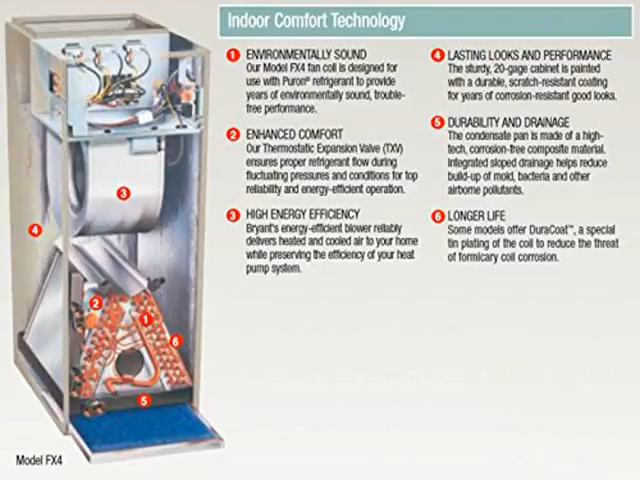 Indoor Comfort Technology
1 ENVIRONMENTALLY SOUND
Our Model FX4 fan coil is designed for
use with Puron® refrigerant to provide
years of environmentally sound, trouble-
free performance.
2 ENHANCED COMFORT
Our Thermostatic Expansion Valve (TXV)
ensures proper refrigerant flow during
fluctuating pressures and conditions for top
reliability and energy-efficient operation.
3 HIGH ENERGY EFFICIENCY
Bryant's energy-efficient blower reliably
delivers heated and cooled air to your home
while preserving the efficiency of your heat
pump system.
4 LASTING LOOKS AND PERFORMANCE
The sturdy, 20-gage cabinet is painted
with a durable, scratch-resistant coating
for years of corrosion-resistant good looks.
5 DURABILITY AND DRAINAGE
The condensate pan is made of a high-
tech, corrosion-free composite material.
Integrated sloped drainage helps reduce
build-up of mold, bacteria and other
airborne pollutants.
6 LONGER LIFE
Some models offer DuraCoat™, a special
tin plating of the coil to reduce the threat
of formicary coil corrosion.
3
4
2
1
6
5
Model FX4